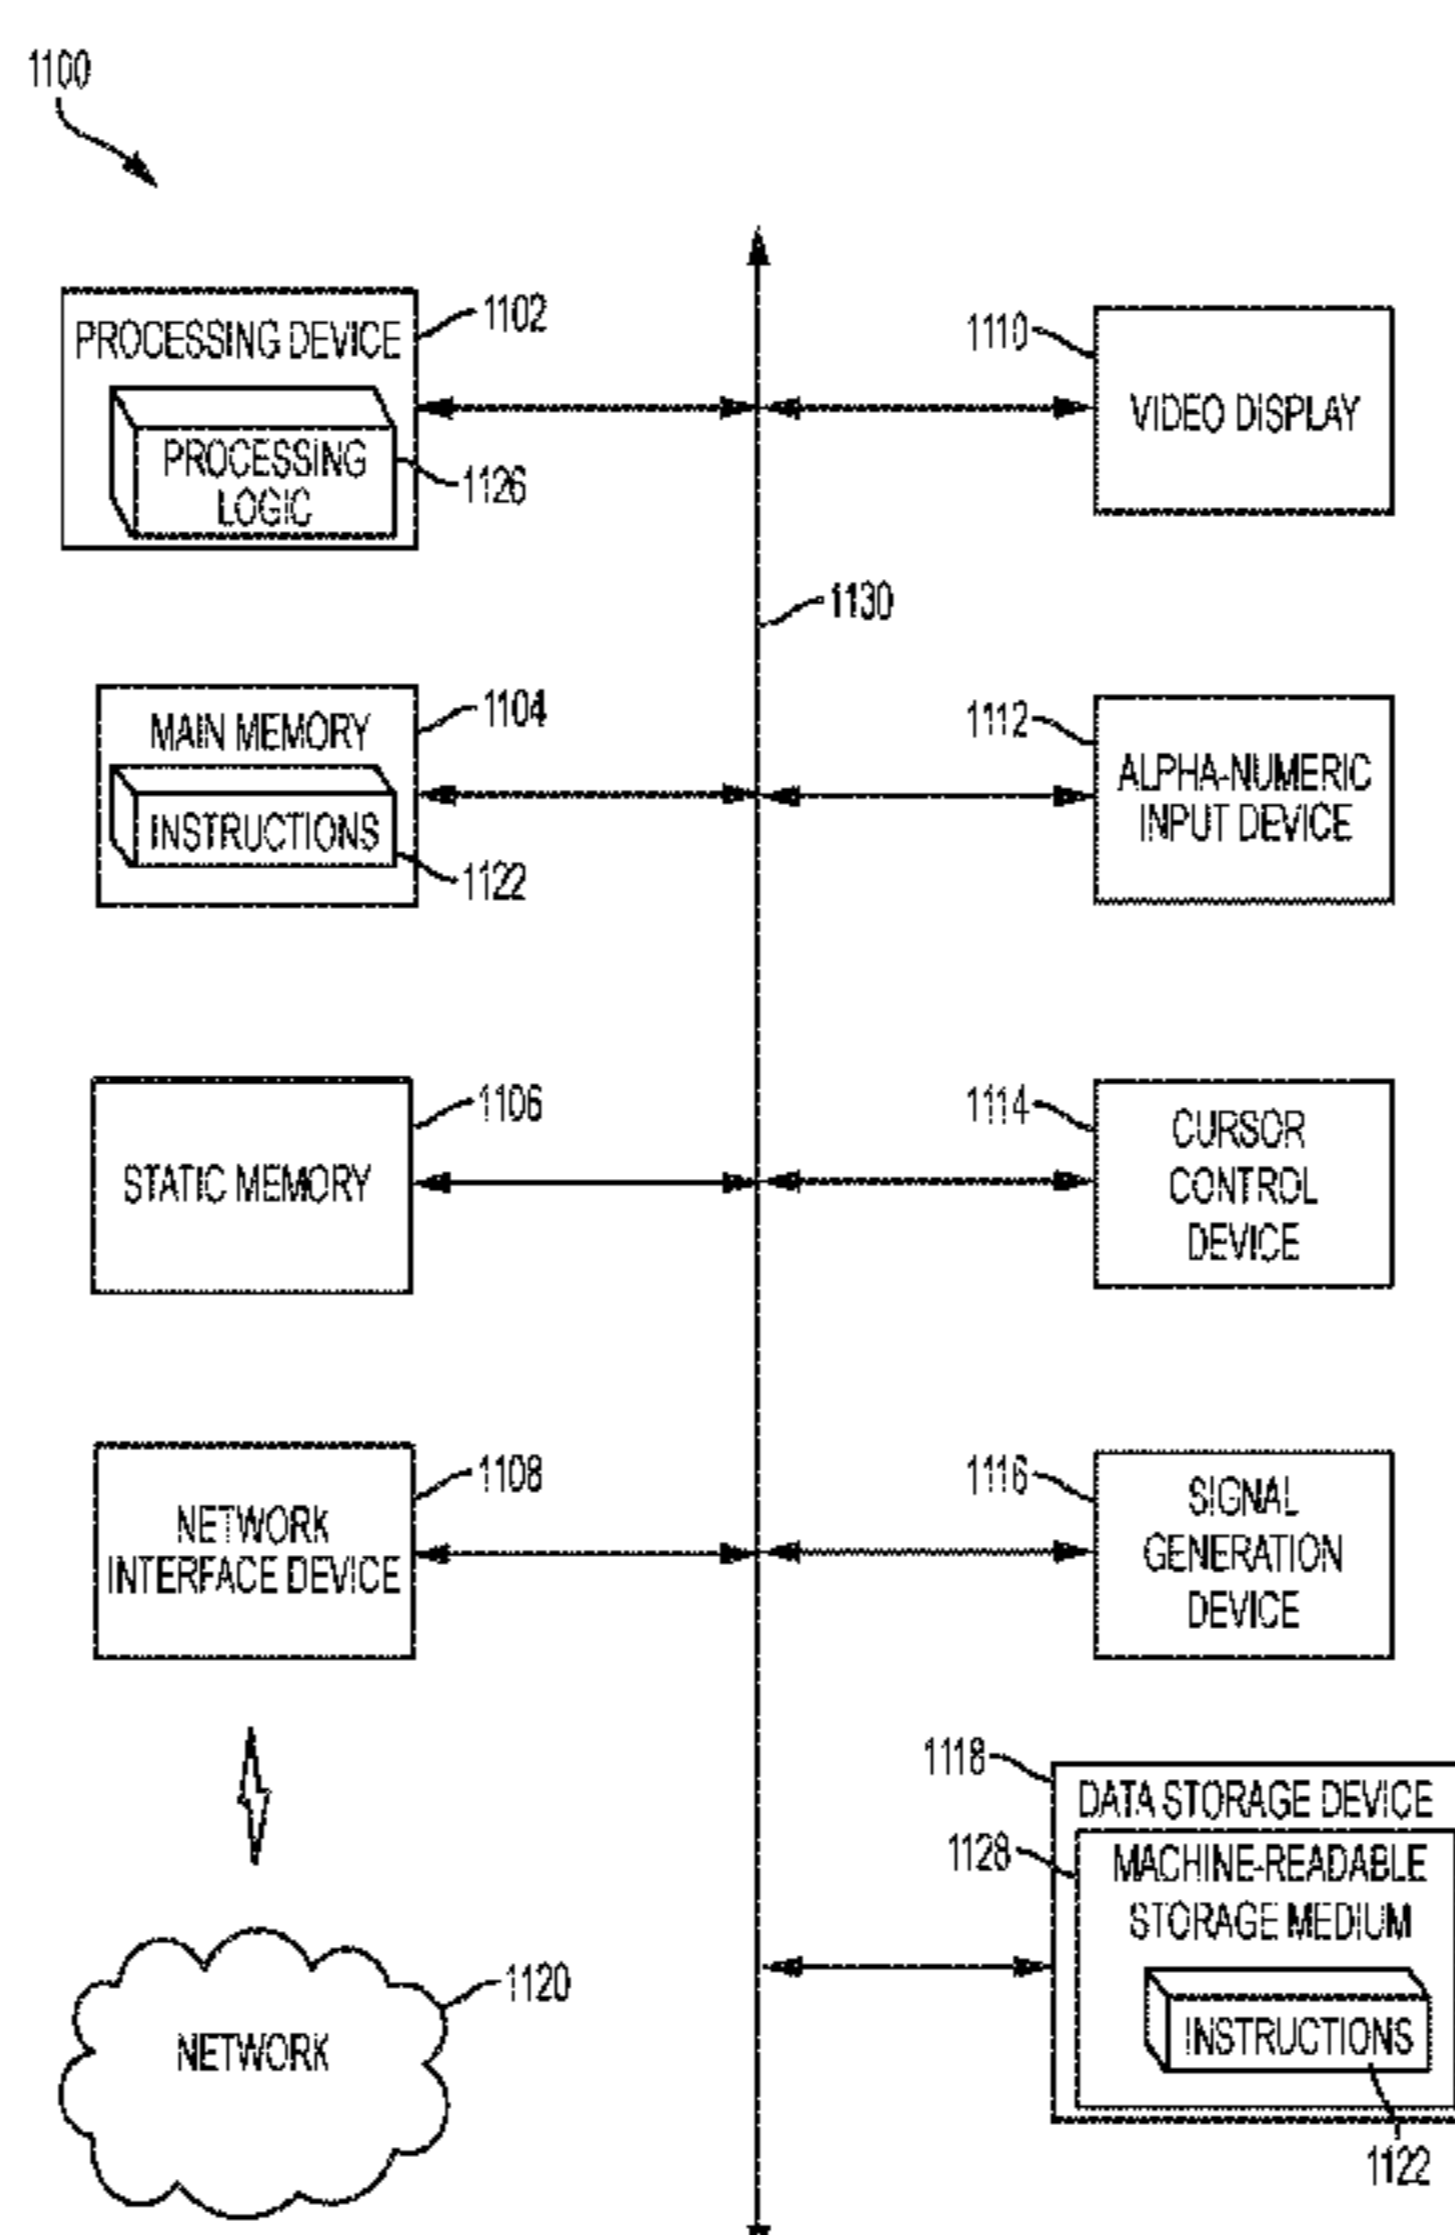 1100
PROCESSING DEVICE
1102
PROCESSING
LOGIC
1126
1110
VIDEO DISPLAY
1130
MAIN MEMORY
1104
INSTRUCTIONS
1122
1112
ALPHA-NUMERIC
INPUT DEVICE
STATIC MEMORY
1106
1114
CURSOR
CONTROL
DEVICE
NETWORK
INTERFACE DEVICE
1108
1116
SIGNAL
GENERATION
DEVICE
1118
DATA STORAGE DEVICE
1128
MACHINE-READABLE
STORAGE MEDIUM
INSTRUCTIONS
1122
NETWORK
1120